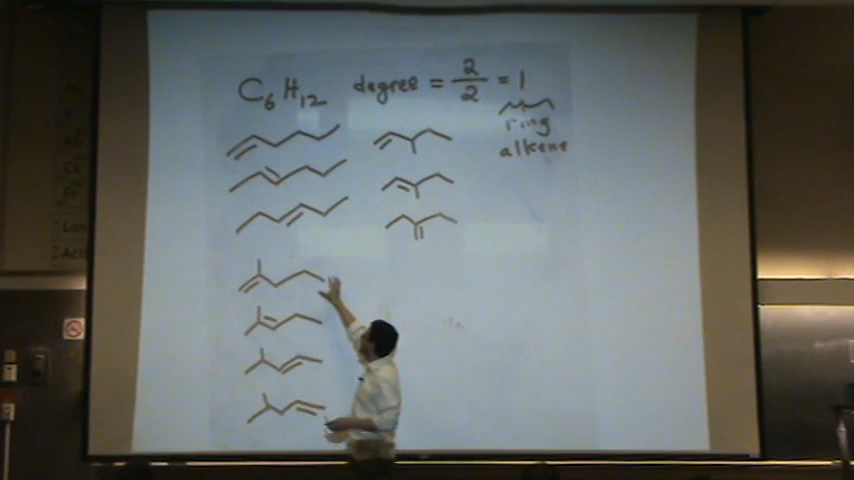 C₆H₁₂ degree = 2/2 = 1
ring
alkene